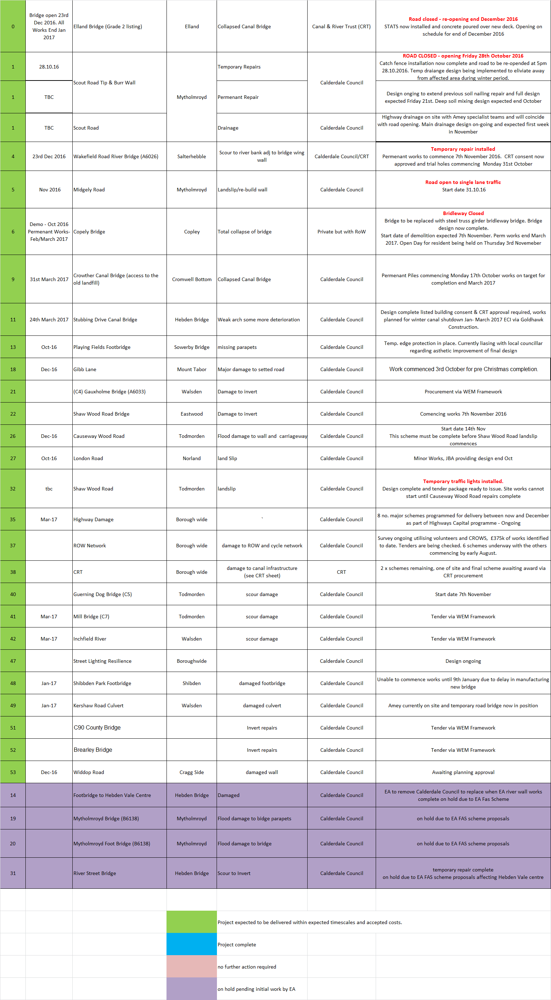 0
Bridge open 23rd
Dec 2016. All
Works End Jan
2017
Elland Bridge (Grade 2 listing)
Elland
Collapsed Canal Bridge
Canal & River Trust (CRT)
Road closed - re-opening end December 2016
STATS now installed and concrete poured over new deck. Opening on
schedule for end of December 2016
1
28.10.16
Scout Road Tip & Burr Wall
Mytholmroyd
Temporary Repairs
Calderdale Council
ROAD CLOSED - opening Friday 28th October 2016
Catch fence installation now complete and road to be re-opended at 5pm
28.10.2016. Temp draiange design being implemented to eliviate away
from affected area during winter period.
1
TBC
Permenant Repair
Design onging to extend previous soil nailing repair and full design
expected Friday 21st. Deep soil mixing design expected end October
1
TBC
Scout Road
Drainage
Calderdale Council
Highway drainage on site with Amey specialist teams and will coincide
with road opening. Main drainage design on-going and expected first week
in November
4
23rd Dec 2016
Wakefield Road River Bridge (A6026)
Salterhebble
Scour to river bank adj to bridge wing
wall
Calderdale Council/CRT
Temporary repair installed
Permenant works to commence 7th November 2016.  CRT consent now
approved and trial holes commencing  Monday 31st October
5
Nov 2016
Midgely Road
Mytholmroyd
Landslip/re-build wall
Calderdale Council
Road open to single lane traffic
Start date 31.10.16
6
Demo - Oct 2016
Permenant Works-
Feb/March 2017
Copely Bridge
Copley
Total collapse of bridge
Private but with RoW
Bridleway Closed
Bridge to be replaced with steel truss girder bridleway bridge. Bridge
design now complete.
Start date of demolition expected 7th November. Perm works end March
2017. Open Day for resident being held on Thursday 3rd Novemeber
9
31st March 2017
Crowther Canal Bridge (access to the
old landfill)
Cromwell Bottom
Collapsed Canal Bridge
Calderdale Council
Permenant Piles commencing Monday 17th October works on target for
completion end March 2017
11
24th March 2017
Stubbing Drive Canal Bridge
Hebden Bridge
Weak arch some more deterioration
Calderdale Council
Design complete listed building consent & CRT approval required, works
planned for winter canal shutdown Jan- March 2017 ECI via Goldhawk
Construction.
13
Oct-16
Playing Fields Footbridge
Sowerby Bridge
missing parapets
Calderdale Council
Temp. edge protection in place. Currently liasing with local councillar
regarding asthetic improvement of final design
18
Dec-16
Gibb Lane
Mount Tabor
Major damage to setted road
Calderdale Council
Work commenced 3rd October for pre Christmas completion.
21
(C4) Gauxholme Bridge (A6033)
Walsden
Damage to invert
Calderdale Council
Procurement via WEM Framework
22
Shaw Wood Road Bridge
Eastwood
Damage to invert
Calderdale Council
Comencing works 7th November 2016
26
Dec-16
Causeway Wood Road
Todmorden
Flood damage to wall and  carriageway
Calderdale Council
Start date 14th Nov
This scheme must be complete before Shaw Wood Road landslip
commences
27
Oct-16
London Road
Norland
land Slip
Calderdale Council
Minor Works, JBA providing design end Oct
32
tbc
Shaw Wood Road
Todmorden
landslip
Calderdale Council
Temporary traffic lights installed.
Design complete and tender package ready to issue. Site works cannot
start until Causeway Wood Road repairs complete
35
Mar-17
Highway Damage
Borough wide
`
Calderdale Council
8 no. major schemes programmed for delivery between now and December
as part of Highways Capital programme - Ongoing
37
ROW Network
Borough wide
damage to ROW and cycle network
Calderdale Council
Survey ongoing utilising volunteers and CROWS,  £375k of works identified
to date. Tenders are being checked. 6 schemes underway with the others
commencing by early August.
38
CRT
Borough wide
damage to canal infrastructure
(see CRT sheet)
CRT
2 x schemes remaining, one of site and final scheme awaiting award via
CRT procurement
40
Guerning Dog Bridge (C5)
Todmorden
scour damage
Calderdale Council
Start date 7th November
41
Mar-17
Mill Bridge (C7)
Todmorden
scour damage
Calderdale Council
Tender via WEM Framework
42
Mar-17
Inchfield River
Walsden
scour damage
Calderdale Council
Tender via WEM Framework
47
Street Lighting Resilience
Boroughwide
Calderdale Council
Design ongoing
48
Jan-17
Shibbden Park Footbridge
Shibden
damaged footbridge
Calderdale Council
Unable to commence works until 9th January due to delay in manufacturing
new bridge
49
Jan-17
Kershaw Road Culvert
Walsden
damaged culvert
Calderdale Council
Amey currently on site and temporary road bridge now in position
51
C90 County Bridge
Invert repairs
Calderdale Council
Tender via WEM Framework
52
Brearley Bridge
Invert repairs
Calderdale Council
Tender via WEM Framework
53
Dec-16
Widdop Road
Cragg Side
damaged wall
Calderdale Council
Awaiting planning approval
14
Footbridge to Hebden Vale Centre
Hebden Bridge
Damaged
Calderdale Council
EA to remove Calderdale Council to replace when EA river wall works
complete on hold due to EA Fas Scheme
19
Mytholmroyd Bridge (B6138)
Mytholmroyd
Flood damage to bidge parapets
Calderdale Council
on hold due to EA FAS scheme proposals
20
Mytholmroyd Foot Bridge (B6138)
Mytholmroyd
Flood damage to bridge
Calderdale Council
on hold due to EA FAS scheme proposals
31
River Street Bridge
Hebden Bridge
Scour to Invert
Calderdale Council
temporary repair complete
on hold due to EA FAS scheme proposals affecting Hebden Vale centre
Project expected to be delivered within expected timescales and accepted costs.
Project complete
no further action required
on hold pending initial work by EA